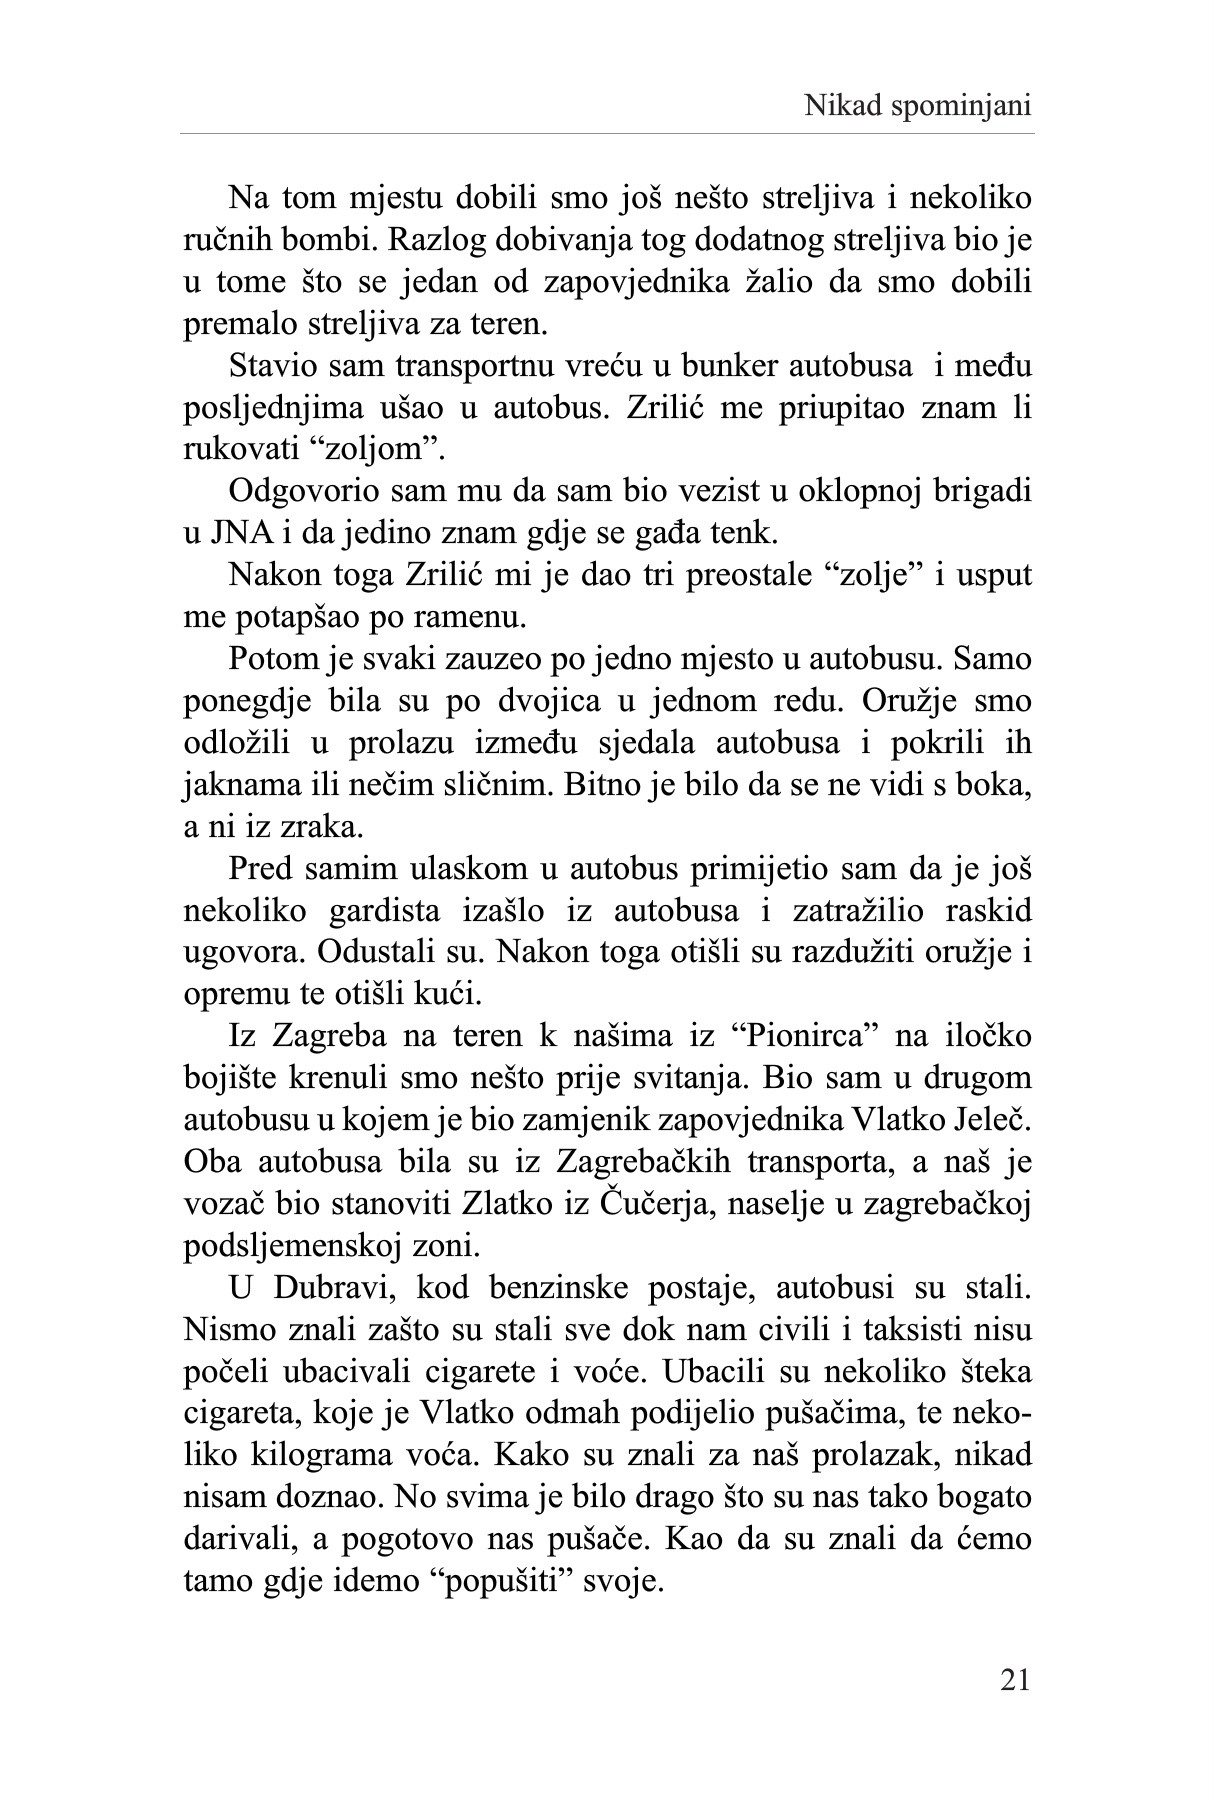 Nikad spominjani
Na tom mjestu dobili smo još nešto streljiva i nekoliko
ručnih bombi. Razlog dobivanja tog dodatnog streljiva bio je
u tome što se jedan od zapovjednika žalio da smo dobili
premalo streljiva za teren.
Stavio sam transportnu vreću u bunker autobusa  i među
posljednjima ušao u autobus. Zrilić me priupitao znam li
rukovati “zoljom”.
Odgovorio sam mu da sam bio vezist u oklopnoj brigadi
u JNA i da jedino znam gdje se gađa tenk.
Nakon toga Zrilić mi je dao tri preostale “zolje” i usput
me potapšao po ramenu.
Potom je svaki zauzeo po jedno mjesto u autobusu. Samo
ponegdje bila su po dvojica u jednom redu. Oružje smo
odložili u prolazu između sjedala autobusa i pokrili ih
jaknama ili nečim sličnim. Bitno je bilo da se ne vidi s boka,
a ni iz zraka.
Pred samim ulaskom u autobus primijetio sam da je još
nekoliko gardista izašlo iz autobusa i zatražilio raskid
ugovora. Odustali su. Nakon toga otišli su razdužiti oružje i
opremu te otišli kući.
Iz Zagreba na teren k našima iz “Pionirca” na iločko
bojište krenuli smo nešto prije svitanja. Bio sam u drugom
autobusu u kojem je bio zamjenik zapovjednika Vlatko Jeleč.
Oba autobusa bila su iz Zagrebačkih transporta, a naš je
vozač bio stanoviti Zlatko iz Čučerja, naselje u zagrebačkoj
podsljemenskoj zoni.
U Dubravi, kod benzinske postaje, autobusi su stali.
Nismo znali zašto su stali sve dok nam civili i taksisti nisu
počeli ubacivali cigarete i voće. Ubacili su nekoliko šteka
cigareta, koje je Vlatko odmah podijelio pušačima, te neko-
liko kilograma voća. Kako su znali za naš prolazak, nikad
nisam doznao. No svima je bilo drago što su nas tako bogato
darivali, a pogotovo nas pušače. Kao da su znali da ćemo
tamo gdje idemo “popušiti” svoje.
21